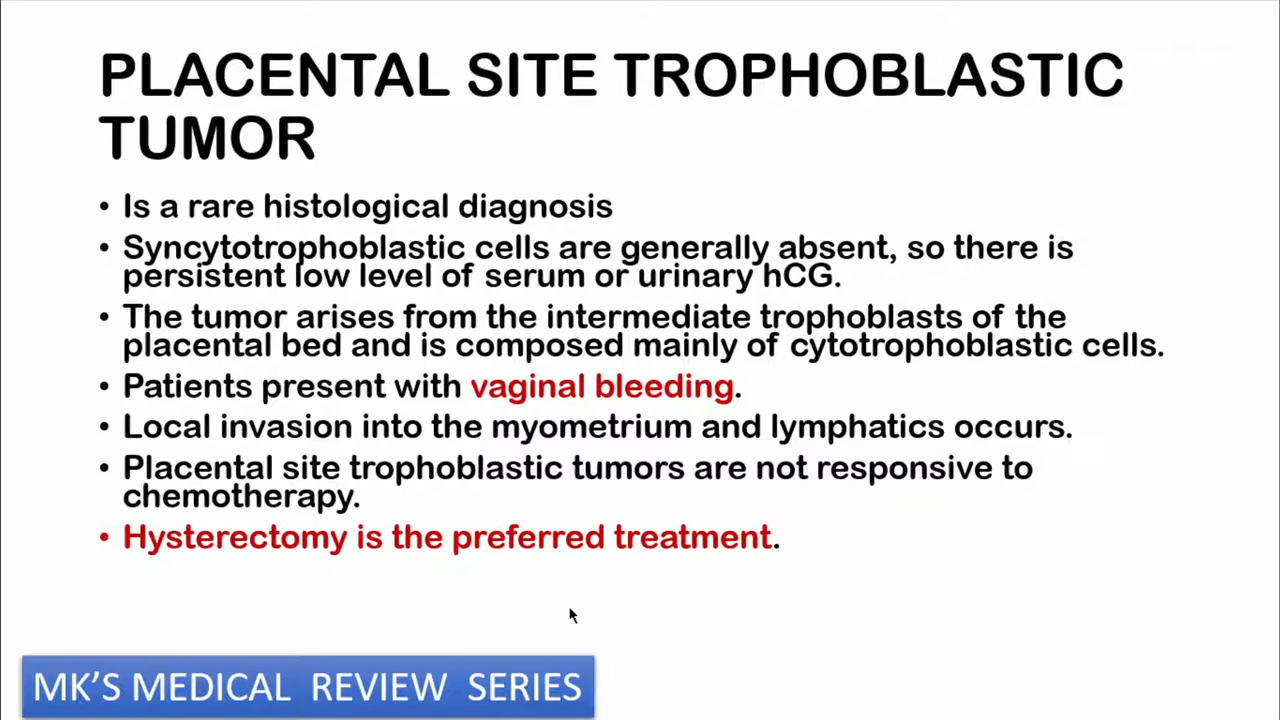 PLACENTAL SITE TROPHOBLASTIC
TUMOR
• Is a rare histological diagnosis
• Syncytotrophoblastic cells are generally absent, so there is
persistent low level of serum or urinary hCG.
• The tumor arises from the intermediate trophoblasts of the
placental bed and is composed mainly of cytotrophoblastic cells.
• Patients present with vaginal bleeding.
• Local invasion into the myometrium and lymphatics occurs.
• Placental site trophoblastic tumors are not responsive to
chemotherapy.
• Hysterectomy is the preferred treatment.
MK’S MEDICAL REVIEW SERIES